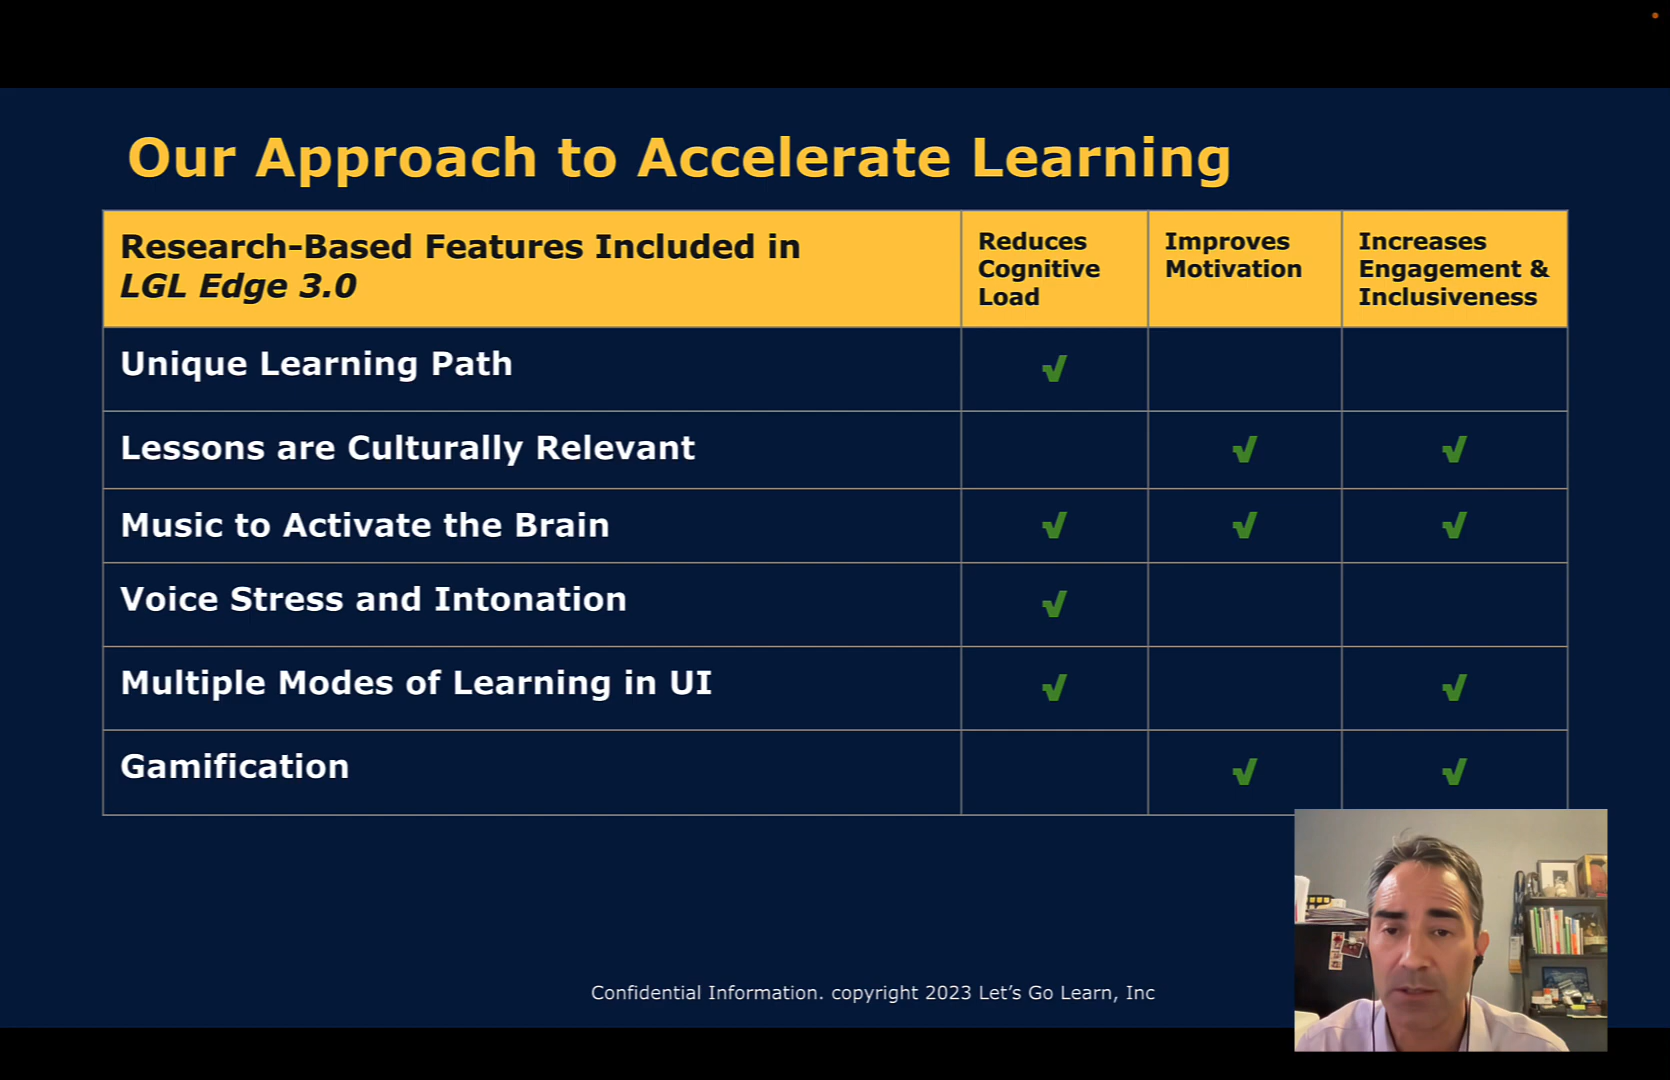 Our Approach to Accelerate Learning
Research-Based Features Included in
LGL Edge 3.0
Reduces
Cognitive
Load
Improves
Motivation
Increases
Engagement &
Inclusiveness
Unique Learning Path
√
Lessons are Culturally Relevant
√ √
Music to Activate the Brain
√ √ √
Voice Stress and Intonation
√
Multiple Modes of Learning in UI
√ √
Gamification
√ √
Confidential Information. copyright 2023 Let’s Go Learn, Inc